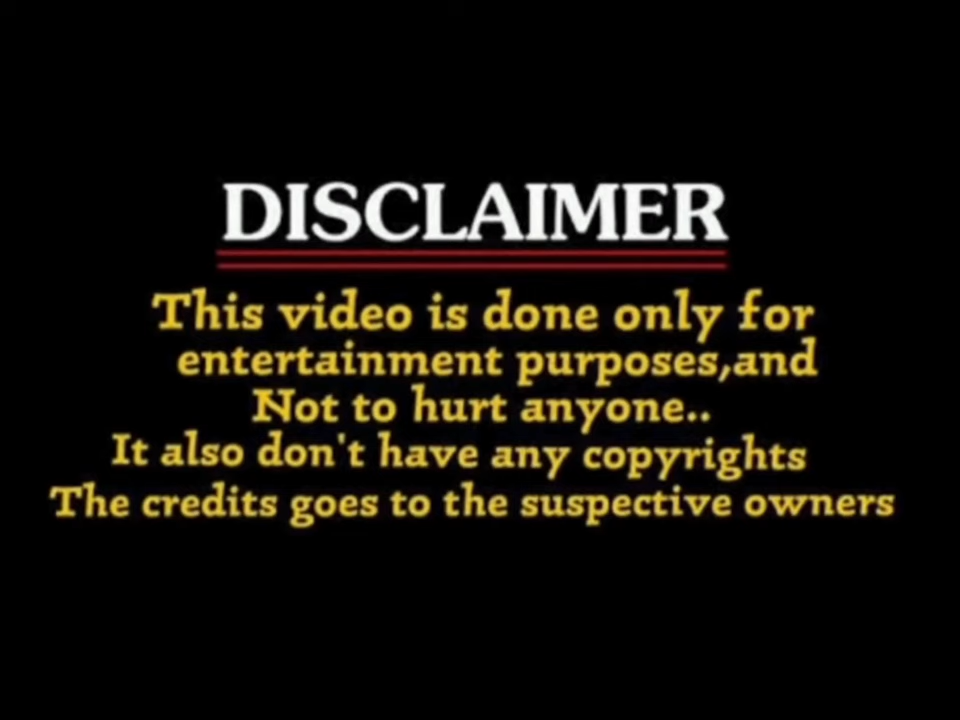 DISCLAIMER
This video is done only for
entertainment purposes,and
Not to hurt anyone..
It also don't have any copyrights
The credits goes to the suspective owners